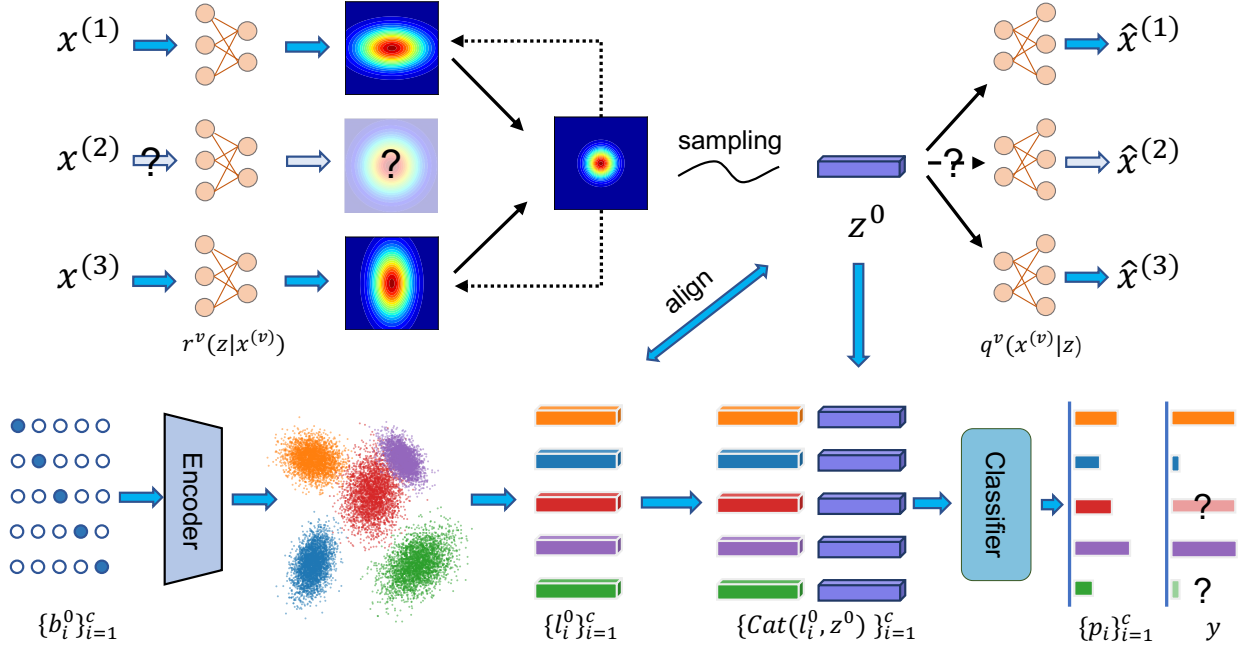 x^{(1)}
x̂^{(1)}
sampling
x^{(2)}
?
?
?
x̂^{(2)}
z^0
x^{(3)}
x̂^{(3)}
align
r^v(z|x^{(v)})
q^v(x^{(v)}|z)
Encoder
Classifier
?
?
{b_i^0}_{i=1}^c
{l_i^0}_{i=1}^c
{Cat(l_i^0, z^0) }_{i=1}^c
{p_i}_{i=1}^c
y